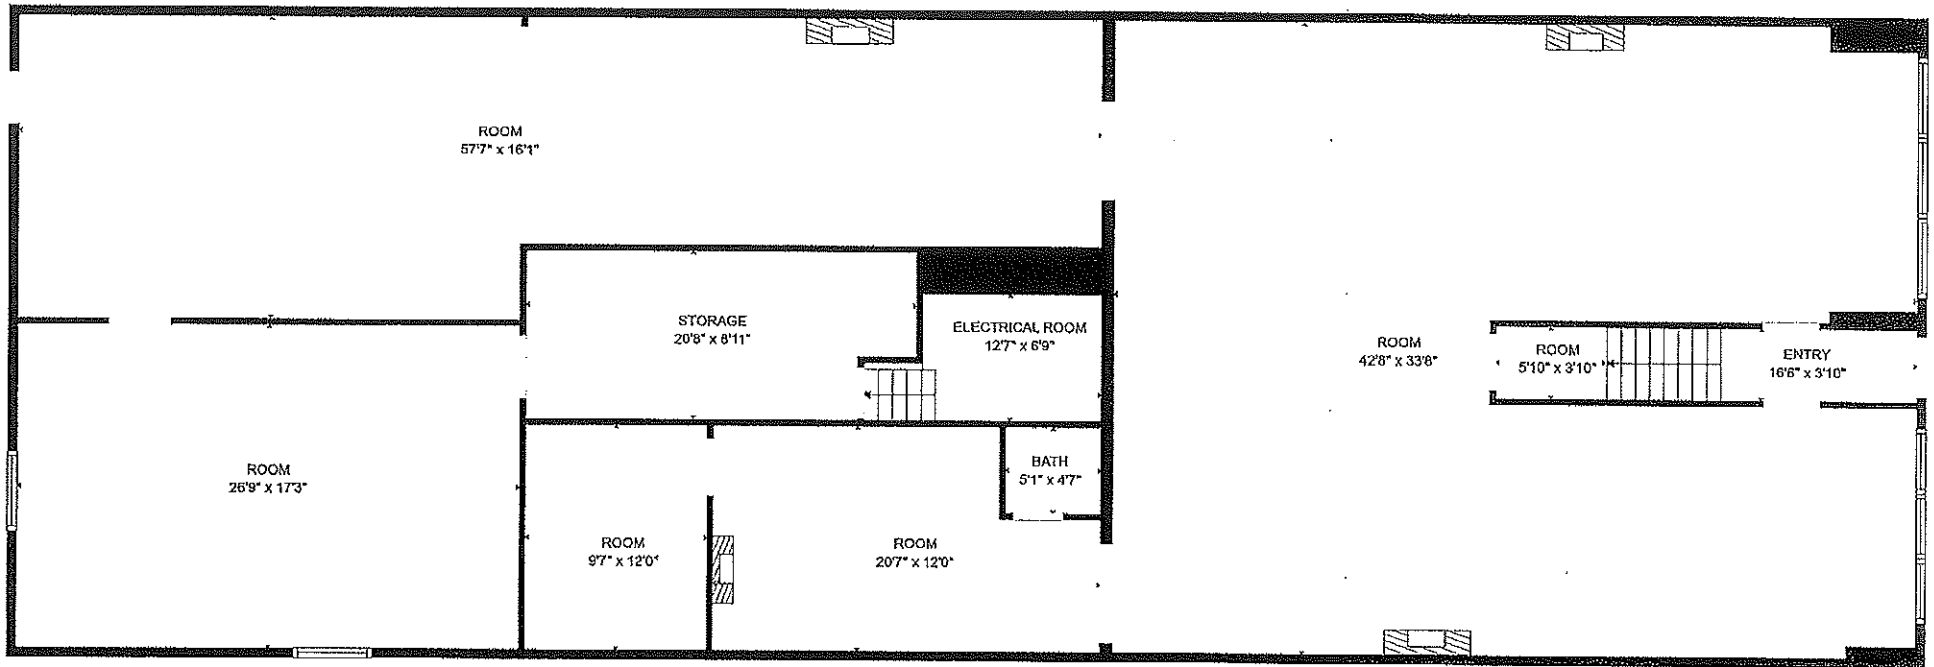 ROOM
57'7" x 16'1"
STORAGE
20'8" x 8'11"
ELECTRICAL ROOM
12'7" x 6'9"
ROOM
42'8" x 33'8"
ROOM
5'10" x 3'10"
ENTRY
16'6" x 3'10"
ROOM
26'9" x 17'3"
BATH
5'1" x 4'7"
ROOM
9'7" x 12'0"
ROOM
20'7" x 12'0"